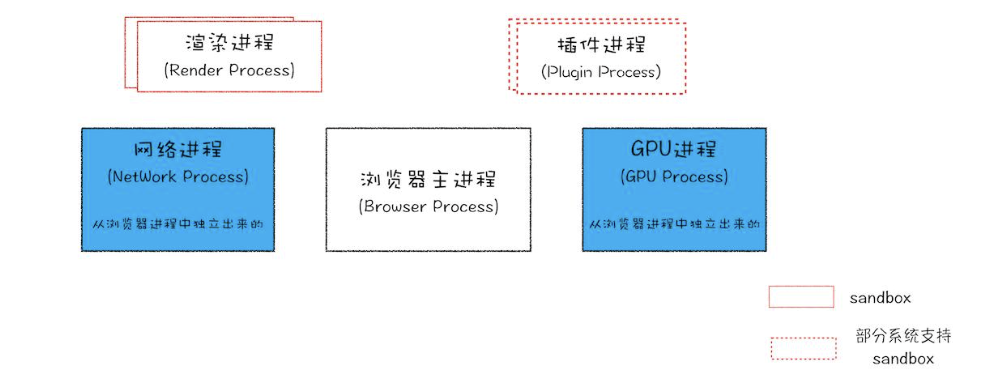 渲染进程
(Render Process)
插件进程
(Plugin Process)
网络进程
(NetWork Process)
从浏览器进程中独立出来的
浏览器主进程
(Browser Process)
GPU进程
(GPU Process)
从浏览器进程中独立出来的
sandbox
部分系统支持
sandbox